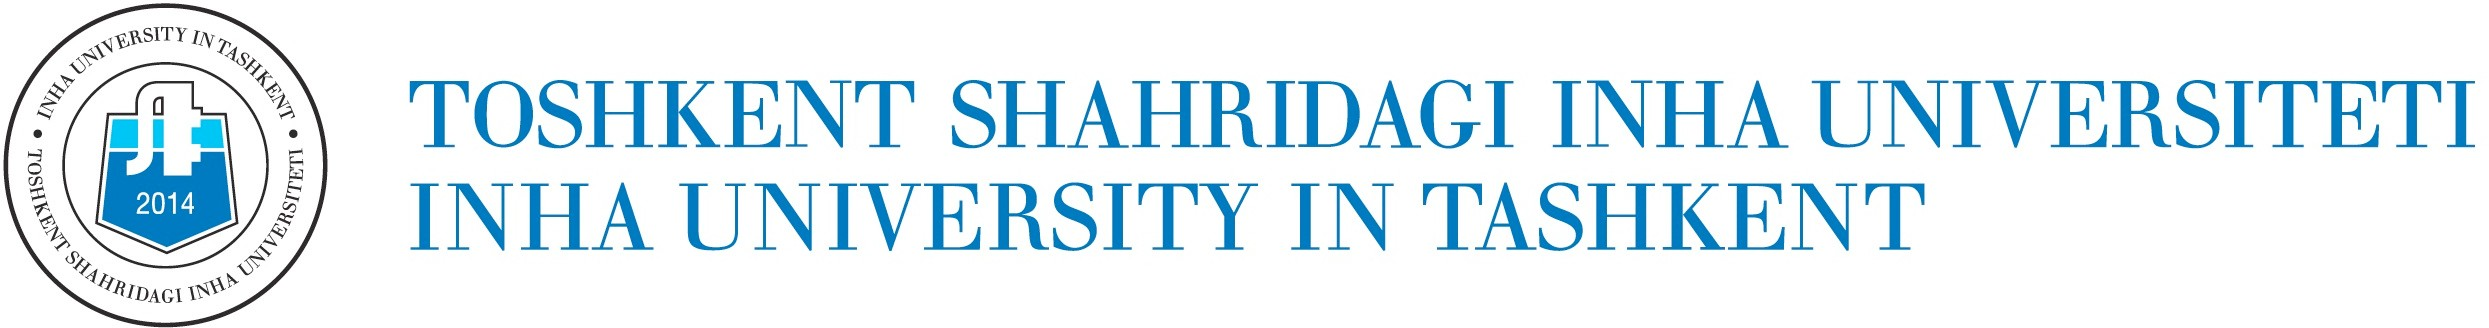 INHA UNIVERSITY IN TASHKENT
2014
TOSHKENT SHAHRIDAGI INHA UNIVERSITETI
TOSHKENT SHAHRIDAGI INHA UNIVERSITETI
INHA UNIVERSITY IN TASHKENT